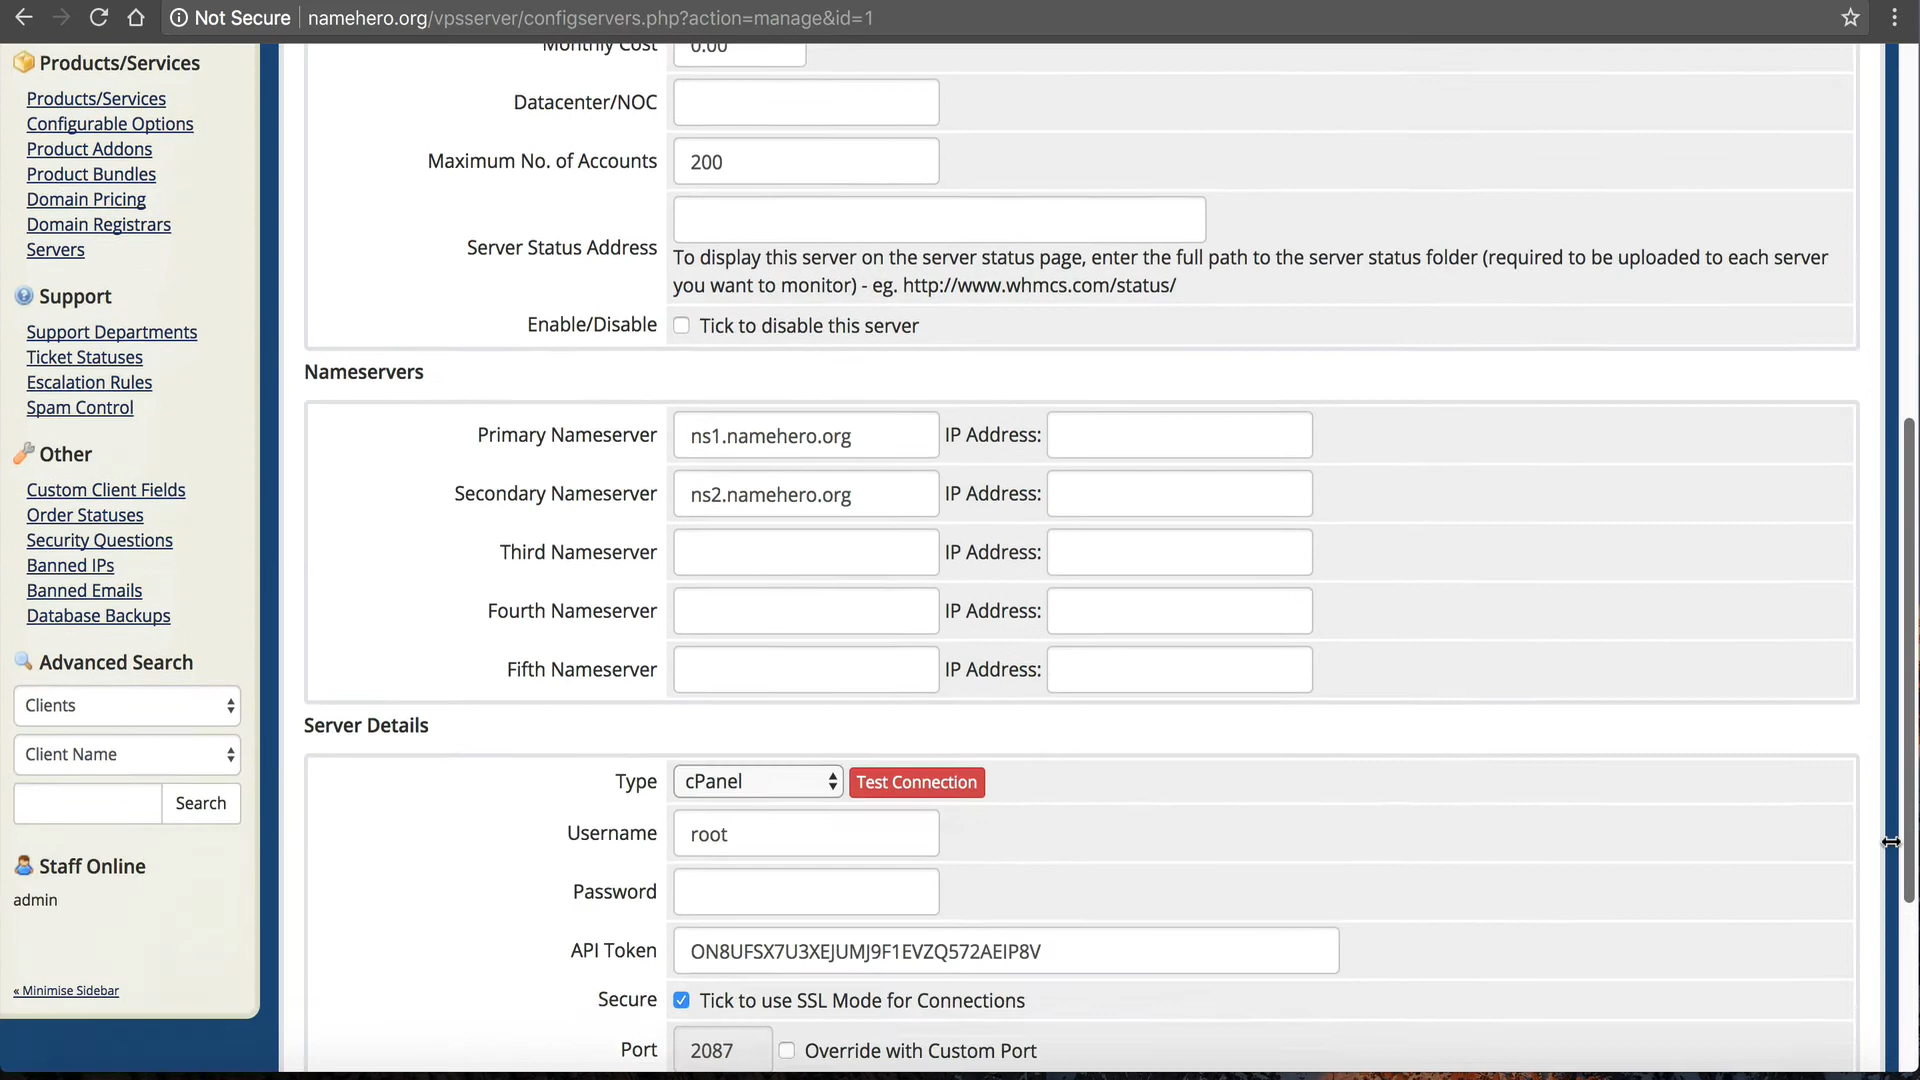 Not Secure namehero.org/vpsserver/configservers.php?action=manage&id=1
Products/Services
Products/Services
Configurable Options
Product Addons
Product Bundles
Domain Pricing
Domain Registrars
Servers
Support
Support Departments
Ticket Statuses
Escalation Rules
Spam Control
Other
Custom Client Fields
Order Statuses
Security Questions
Banned IPs
Banned Emails
Database Backups
Advanced Search
Clients
Client Name
Search
Staff Online
admin
« Minimise Sidebar
Monthly Cost 0.00
Datacenter/NOC
Maximum No. of Accounts 200
Server Status Address
To display this server on the server status page, enter the full path to the server status folder (required to be uploaded to each server
you want to monitor) - eg. http://www.whmcs.com/status/
Enable/Disable Tick to disable this server
Nameservers
Primary Nameserver ns1.namehero.org IP Address:
Secondary Nameserver ns2.namehero.org IP Address:
Third Nameserver IP Address:
Fourth Nameserver IP Address:
Fifth Nameserver IP Address:
Server Details
Type cPanel Test Connection
Username root
Password
API Token ON8UFSX7U3XEJUMJ9F1EVZQ572AEIP8V
Secure Tick to use SSL Mode for Connections
Port 2087 Override with Custom Port